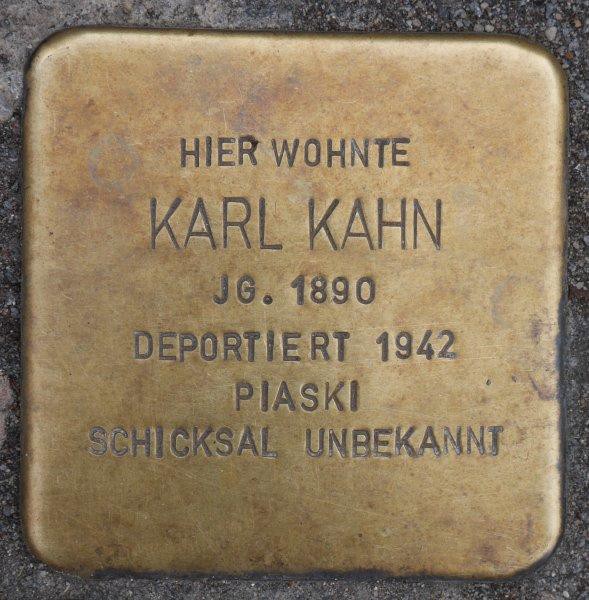 HIER WOHNTE
KARL KAHN
JG. 1890
DEPORTIERT 1942
PIASKI
SCHICKSAL UNBEKANNT